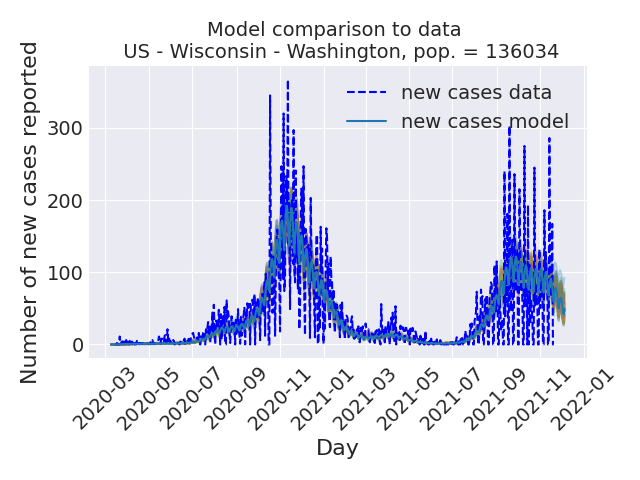 Model comparison to data
US - Wisconsin - Washington, pop. = 136034
Number of new cases reported
300
200
100
0
new cases data
new cases model
2020-03
2020-05
2020-07
2020-09
2020-11
2021-01
2021-03
2021-05
2021-07
2021-09
2021-11
2022-01
Day